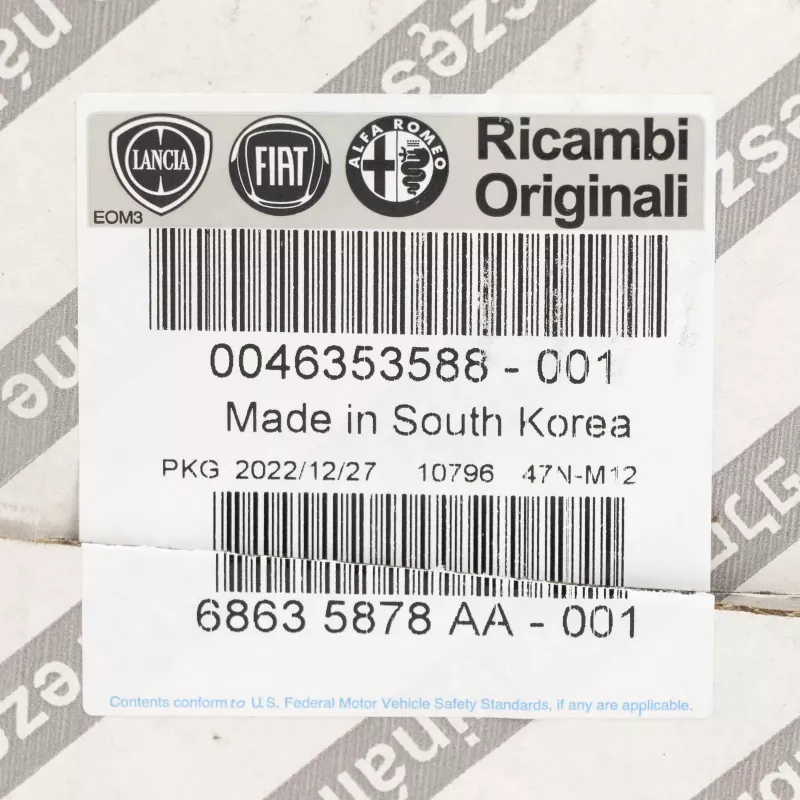 LANCIA
FIAT
ALFA ROMEO
Ricambi
Originali
EOM3
0046353588 - 001
Made in South Korea
PKG 2022/12/27 10796 47N-M12
6863 5878 AA - 001
Contents conform to U.S. Federal Motor Vehicle Safety Standards, if any are applicable.